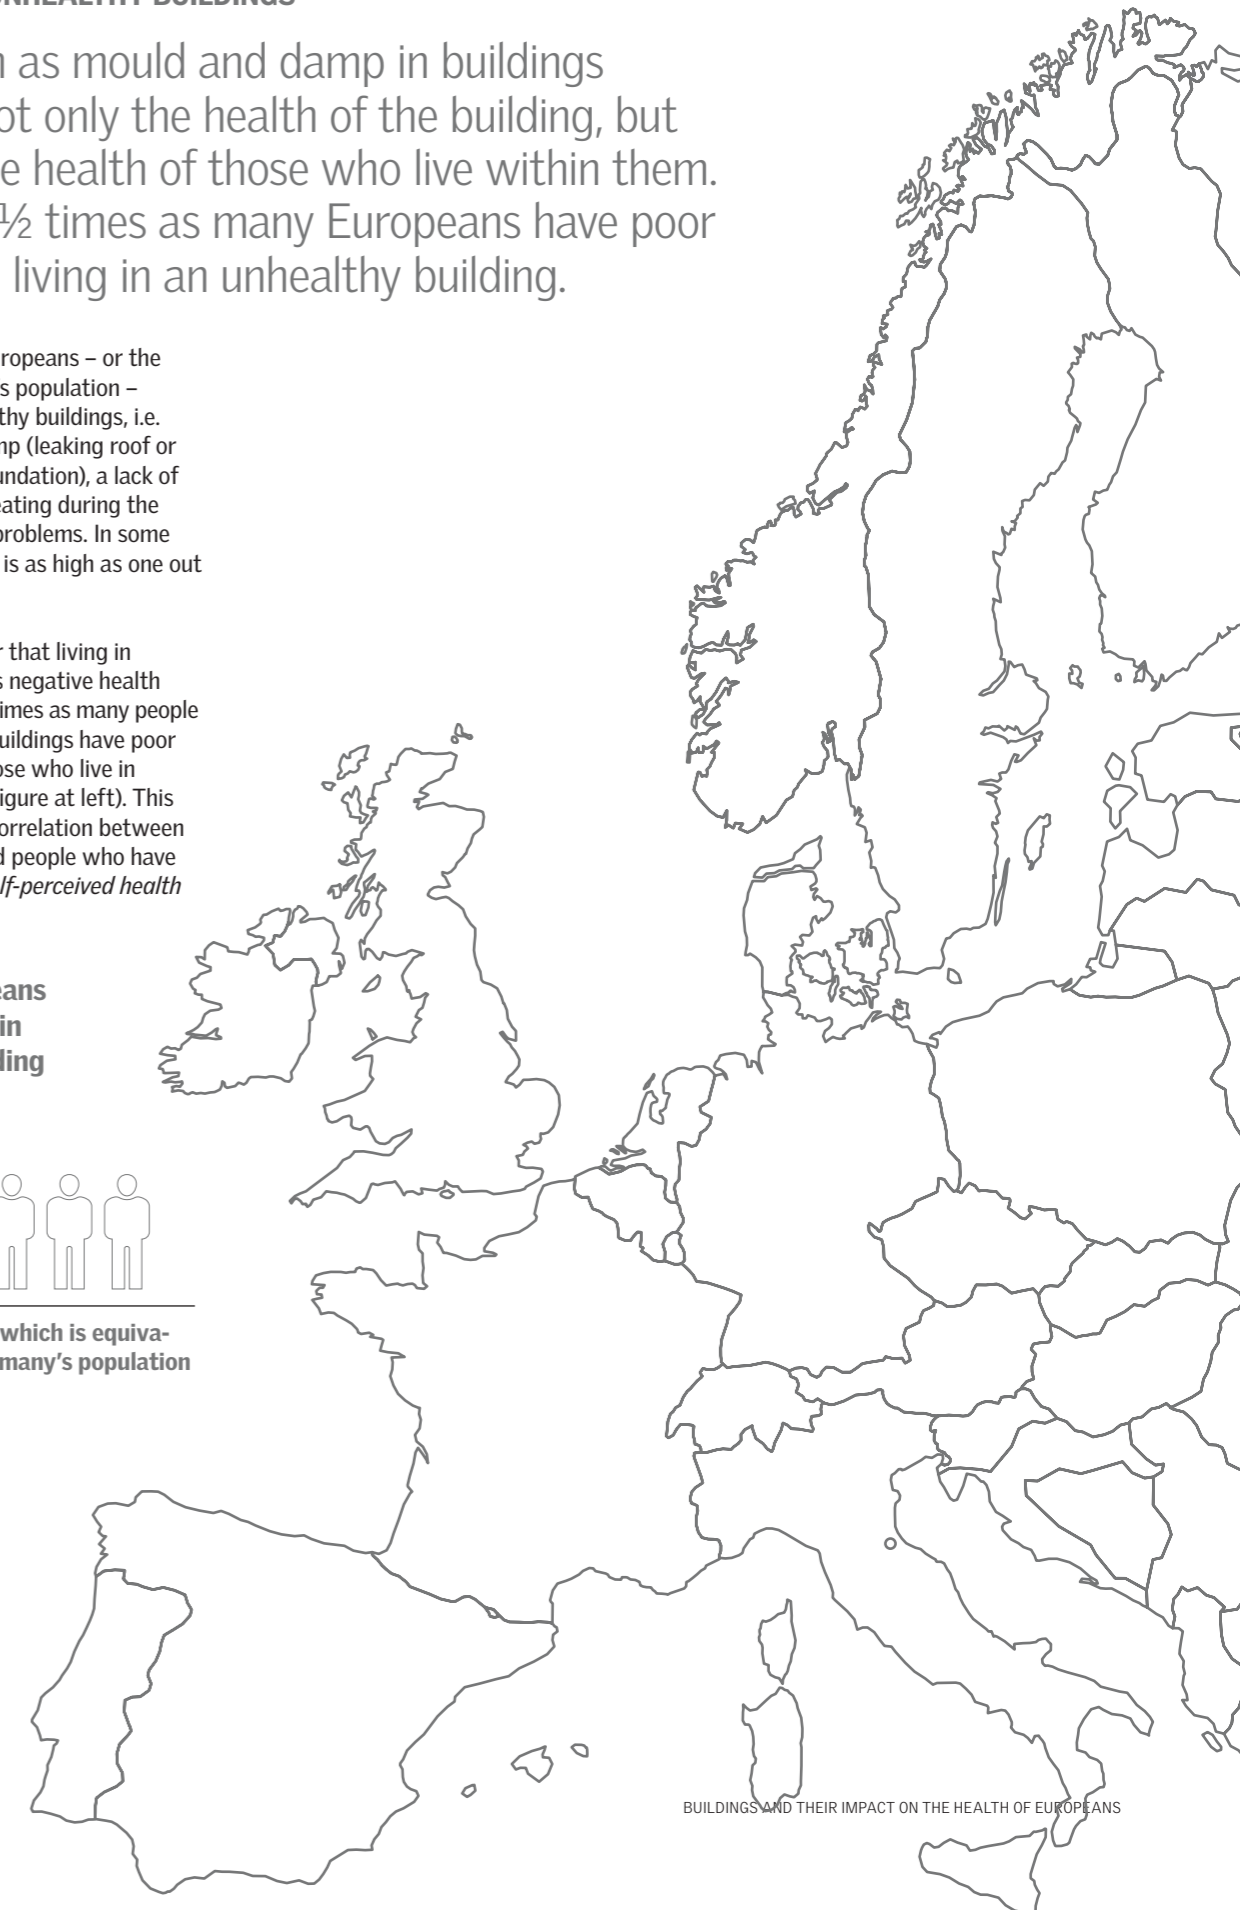 UNHEALTHY BUILDINGS
as mould and damp in buildings
not only the health of the building, but
health of those who live within them.
½ times as many Europeans have poor
living in an unhealthy building.
ropeans – or the
s population –
thy buildings, i.e.
mp (leaking roof or
undation), a lack of
eating during the
problems. In some
is as high as one out
r that living in
s negative health
times as many people
uildings have poor
ose who live in
igure at left). This
orrelation between
d people who have
lf-perceived health
eans
in
ding
which is equiva-
many's population
BUILDINGS AND THEIR IMPACT ON THE HEALTH OF EUROPEANS